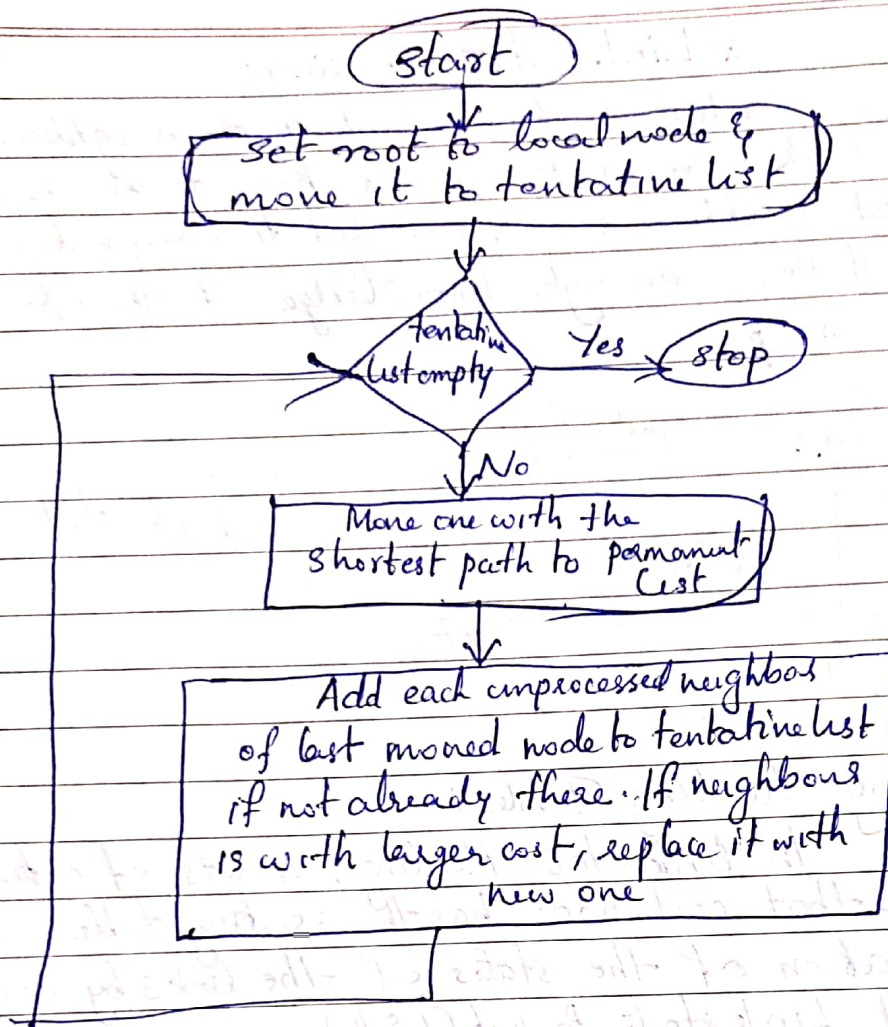 start
Set root to local node &
move it to tentative list
tentative
list empty
Yes
stop
No
Move one with the
shortest path to permanent
list
Add each unprocessed neighbor
of last moved node to tentative list
if not already there. If neighbour
is with larger cost, replace it with
new one